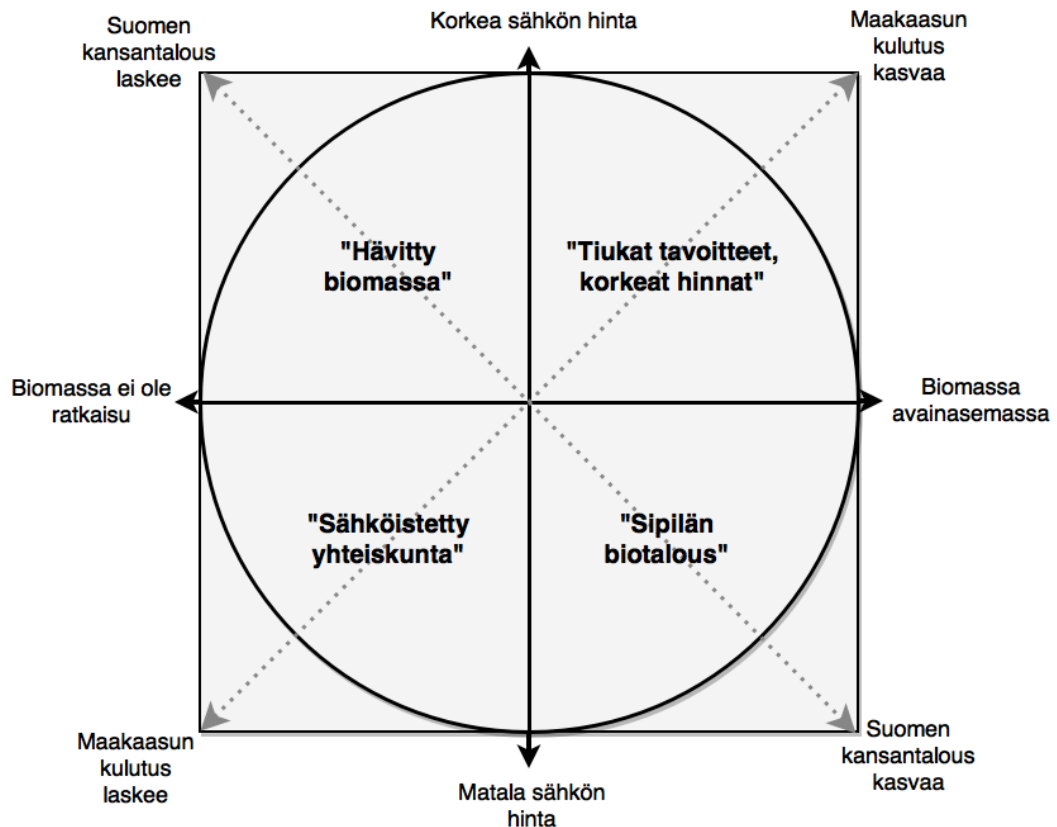 Suomen
kansantalous
laskee
Korkea sähkön hinta
Maakaasun
kulutus
kasvaa
"Hävitty
biomassa"
"Tiukat tavoitteet,
korkeat hinnat"
Biomassa ei ole
ratkaisu
Biomassa
avainasemassa
"Sähköistetty
yhteiskunta"
"Sipilän
biotalous"
Maakaasun
kulutus
laskee
Matala sähkön
hinta
Suomen
kansantalous
kasvaa